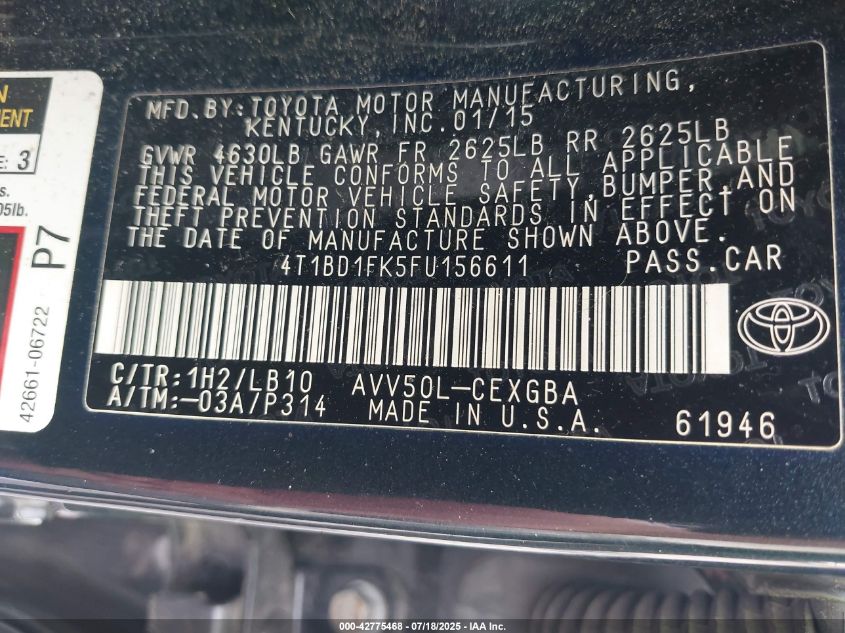 N
ENT
E: 3
s.
05lb.
P7
42661-06722
MFD.BY:TOYOTA MOTOR MANUFACTURING,
KENTUCKY, INC.01/15
GVWR 4630LB GAWR FR 2625LB RR 2625LB
THIS VEHICLE CONFORMS TO ALL APPLICABLE
FEDERAL MOTOR VEHICLE SAFETY,BUMPER,AND
THEFT PREVENTION STANDARDS IN EFFECT ON
THE DATE OF MANUFACTURE SHOWN ABOVE.
4T1BD1FK5FU156611 PASS.CAR
C/TR:1H2/LB10 AVV50L-CEXGBA
A/TM:-03A/P314 MADE IN U.S.A. 61946
000-42775468 - 07/18/2025 - IAA Inc.